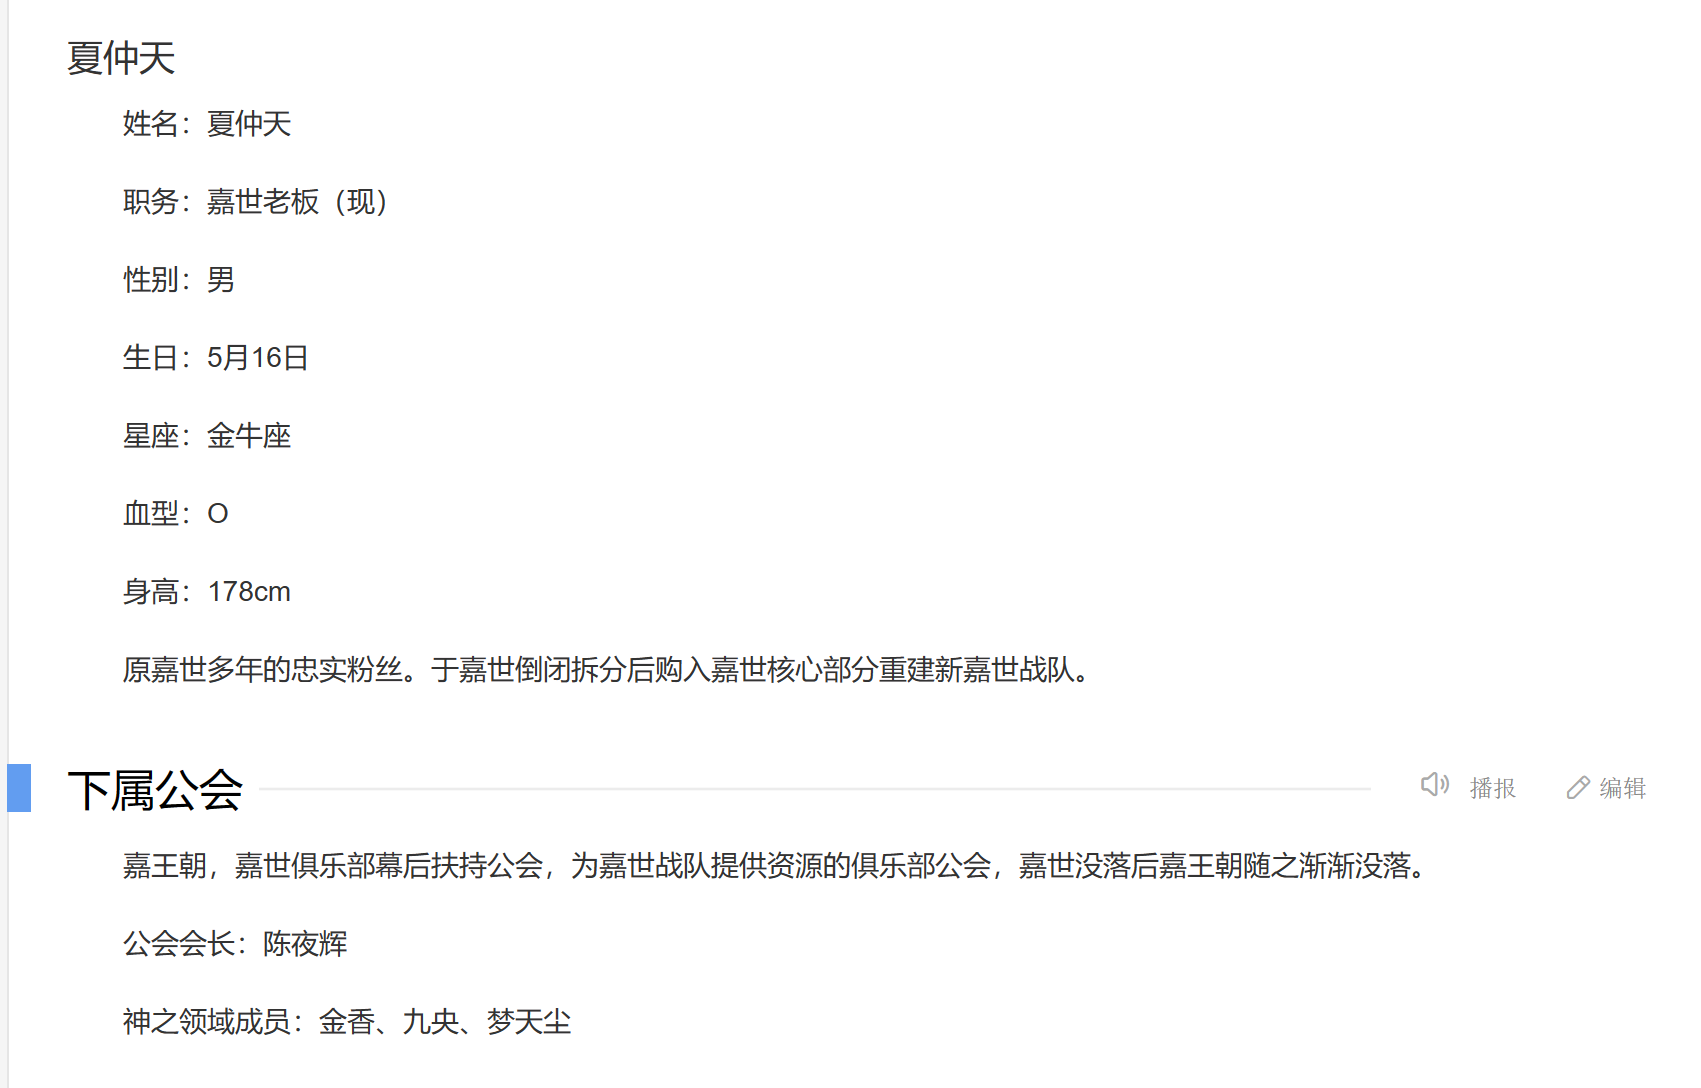 夏仲天
姓名：夏仲天
职务：嘉世老板（现）
性别：男
生日：5月16日
星座：金牛座
血型：O
身高：178cm
原嘉世多年的忠实粉丝。于嘉世倒闭拆分后购入嘉世核心部分重建新嘉世战队。
下属公会
播报
编辑
嘉王朝，嘉世俱乐部幕后扶持公会，为嘉世战队提供资源的俱乐部公会，嘉世没落后嘉王朝随之渐渐没落。
公会会长：陈夜辉
神之领域成员：金香、九央、梦天尘